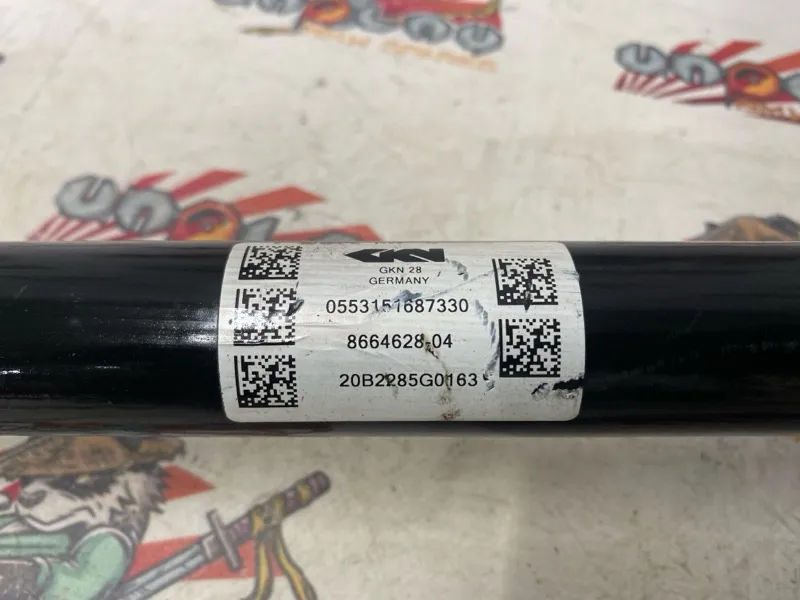 GKN
GKN 28
GERMANY
0553151687330
8664628-04
20B2285G0163